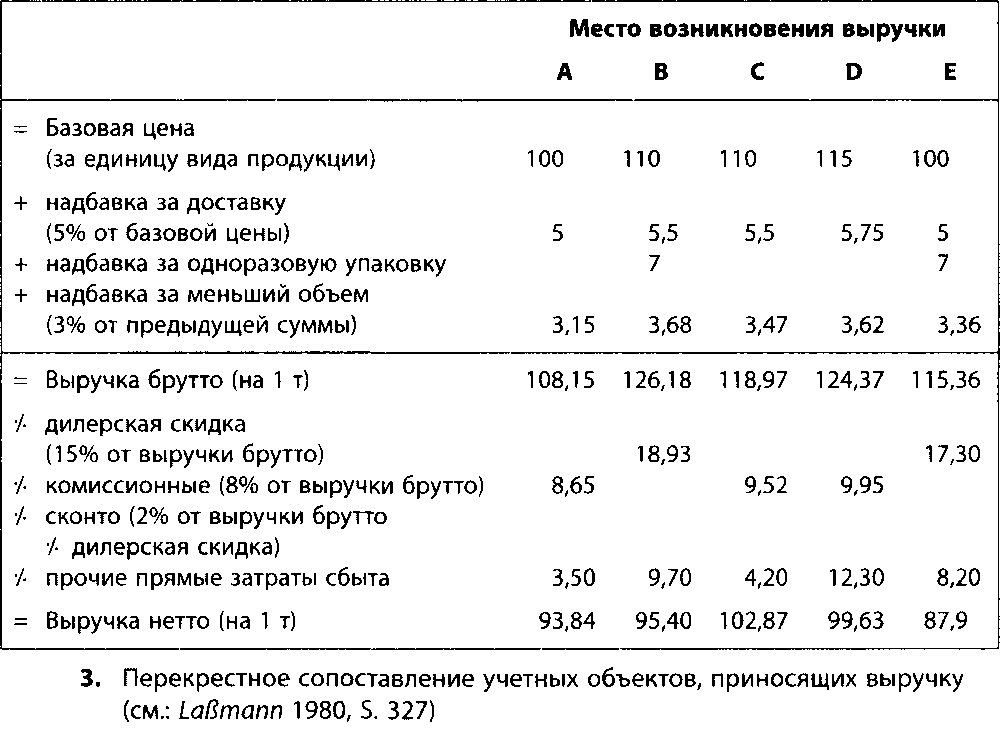 Место возникновения выручки
A B C D E
= Базовая цена
(за единицу вида продукции) 100 110 110 115 100
+ надбавка за доставку
(5% от базовой цены) 5 5,5 5,5 5,75 5
+ надбавка за одноразовую упаковку 7 7
+ надбавка за меньший объем
(3% от предыдущей суммы) 3,15 3,68 3,47 3,62 3,36
= Выручка брутто (на 1 т) 108,15 126,18 118,97 124,37 115,36
·/· дилерская скидка
(15% от выручки брутто) 18,93 17,30
·/· комиссионные (8% от выручки брутто) 8,65 9,52 9,95
·/· сконто (2% от выручки брутто
·/· дилерская скидка)
·/· прочие прямые затраты сбыта 3,50 9,70 4,20 12,30 8,20
= Выручка нетто (на 1 т) 93,84 95,40 102,87 99,63 87,9
3. Перекрестное сопоставление учетных объектов, приносящих выручку
(см.: Laßmann 1980, S. 327)